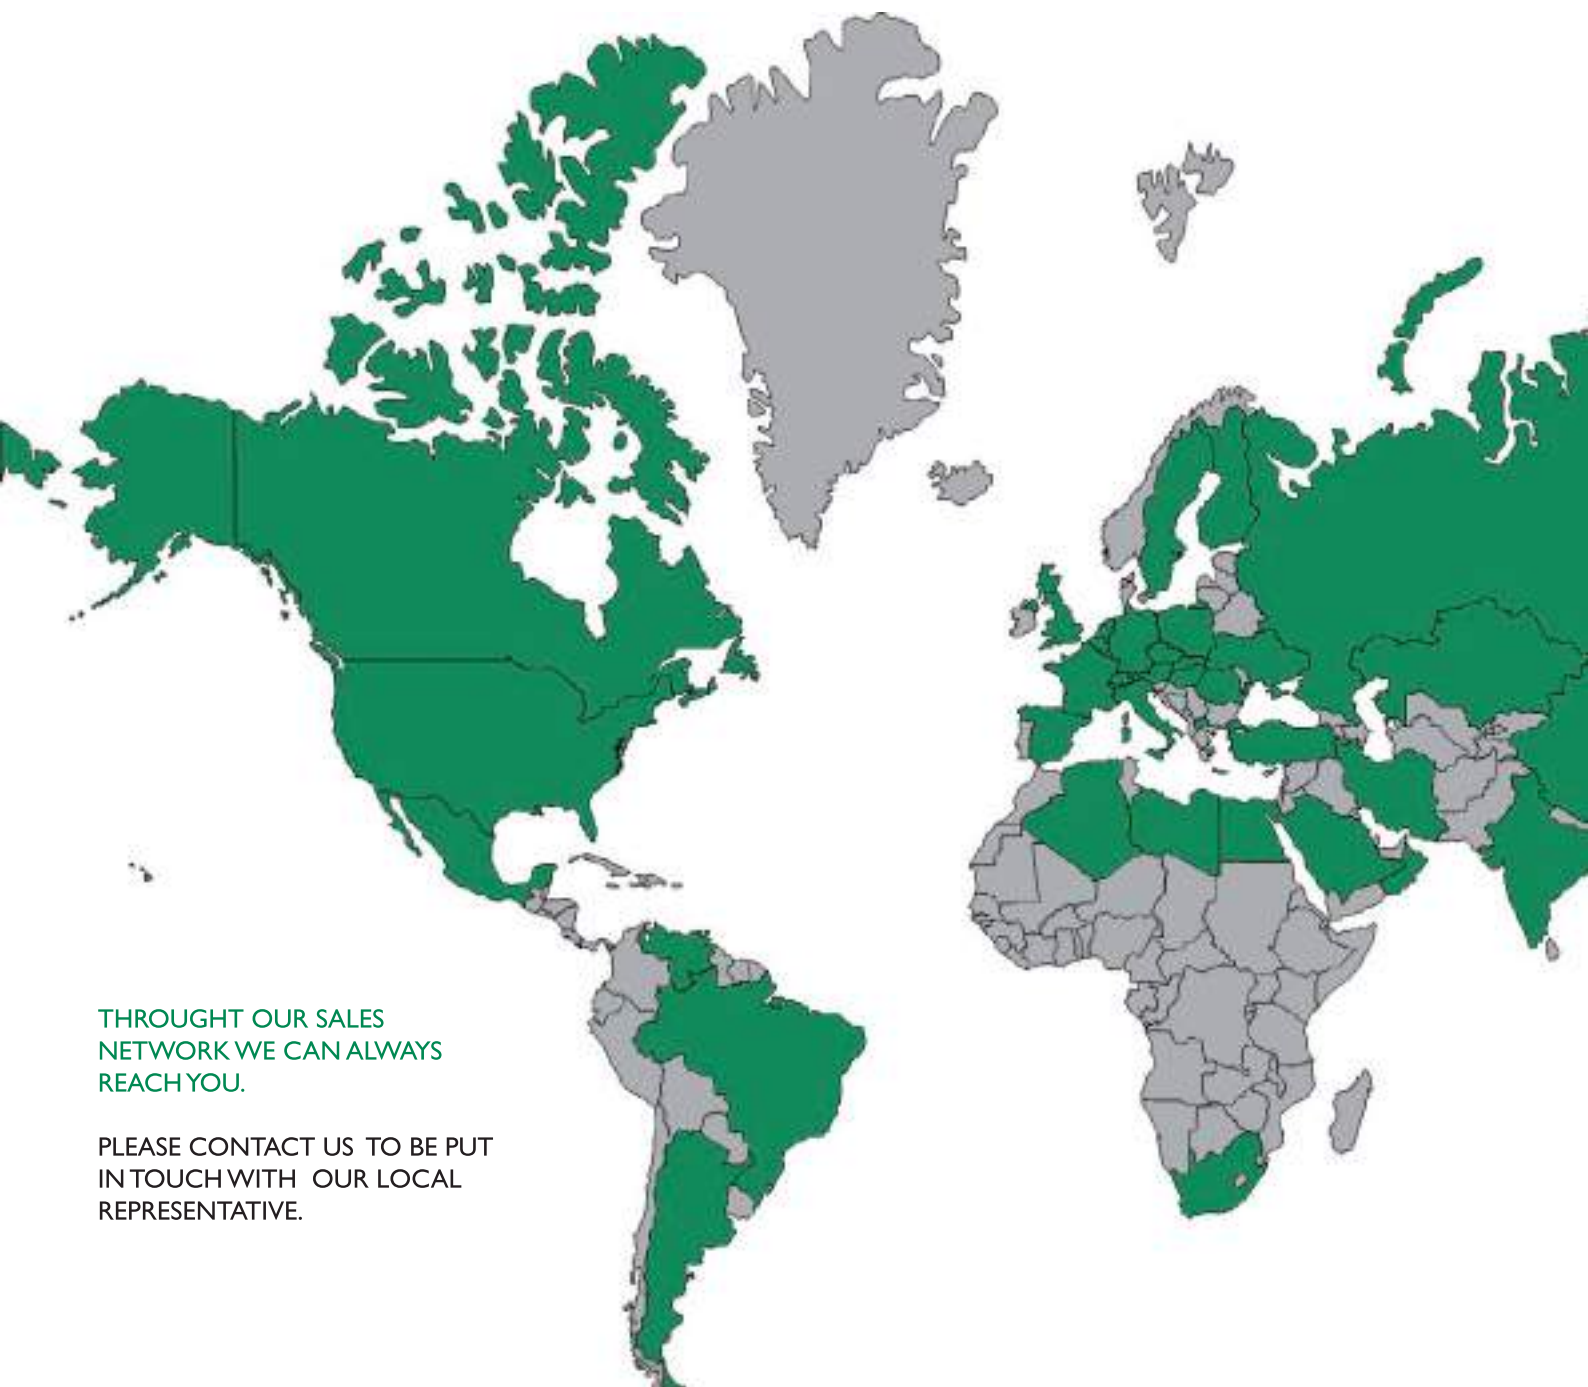 THROUGHT OUR SALES
NETWORK WE CAN ALWAYS
REACH YOU.
PLEASE CONTACT US TO BE PUT
IN TOUCH WITH OUR LOCAL
REPRESENTATIVE.